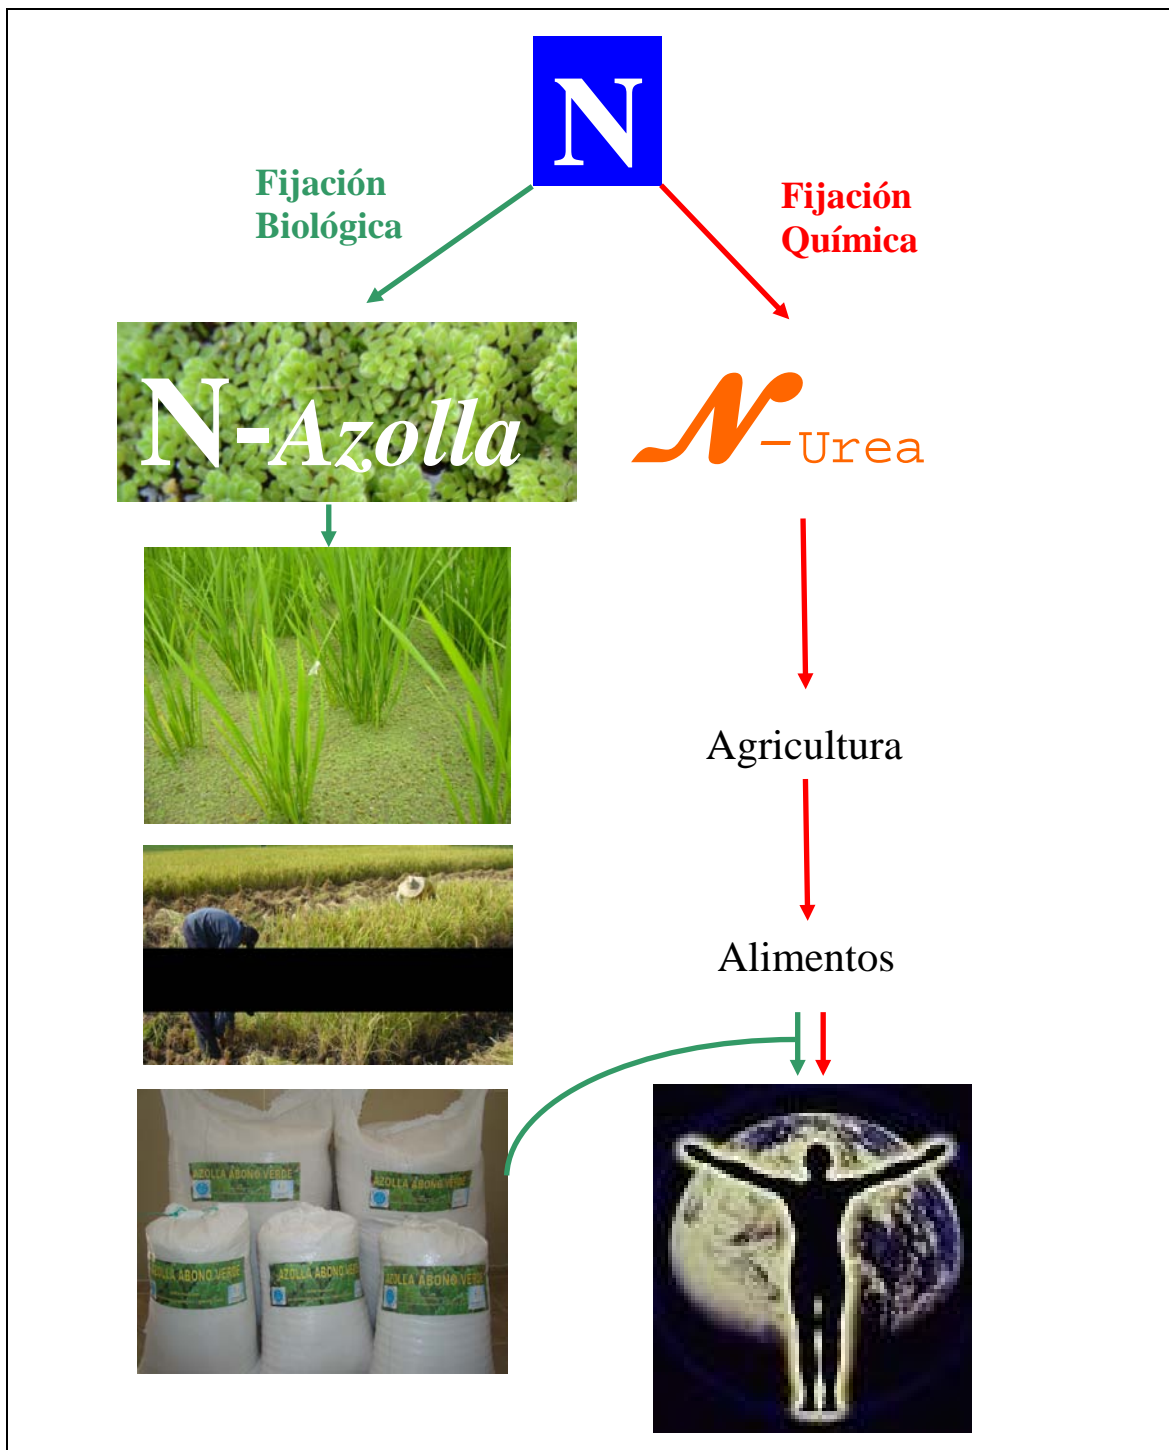 N
Fijación
Biológica
Fijación
Química
N-Azolla
N-Urea
Agricultura
Alimentos
AZOLLA ABONO VERDE
AZOLLA ABONO VERDE
AZOLLA ABONO VERDE
AZOLLA ABONO VERDE
AZOLLA ABONO VERDE